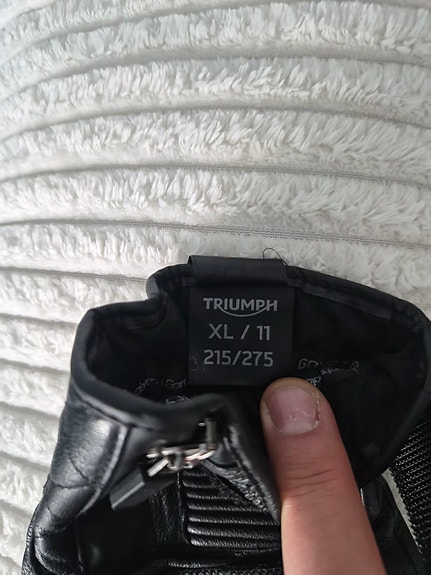 TRIUMPH
XL / 11
215/275